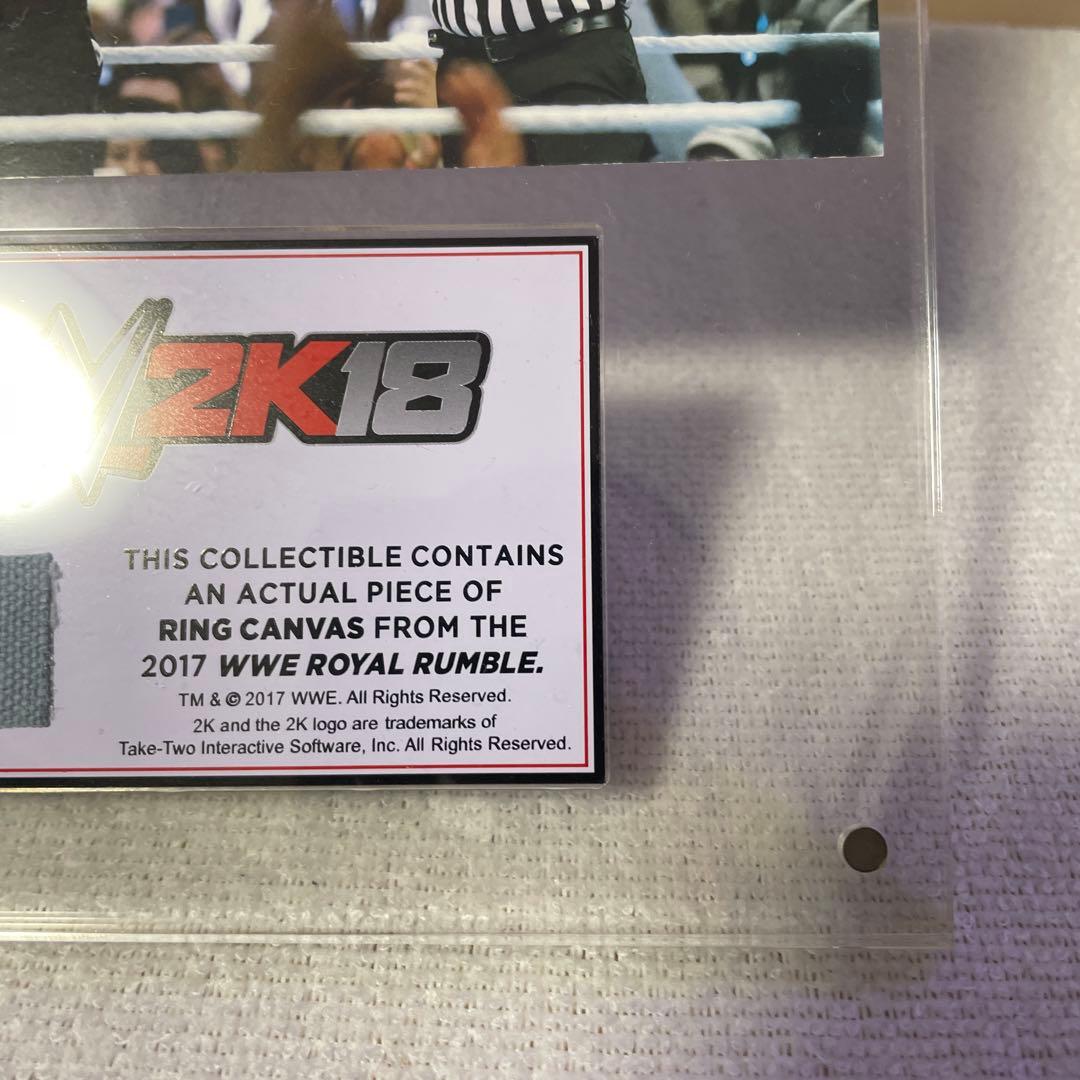 2K18
THIS COLLECTIBLE CONTAINS
AN ACTUAL PIECE OF
RING CANVAS FROM THE
2017 WWE ROYAL RUMBLE.
TM & © 2017 WWE. All Rights Reserved.
2K and the 2K logo are trademarks of
Take-Two Interactive Software, Inc. All Rights Reserved.